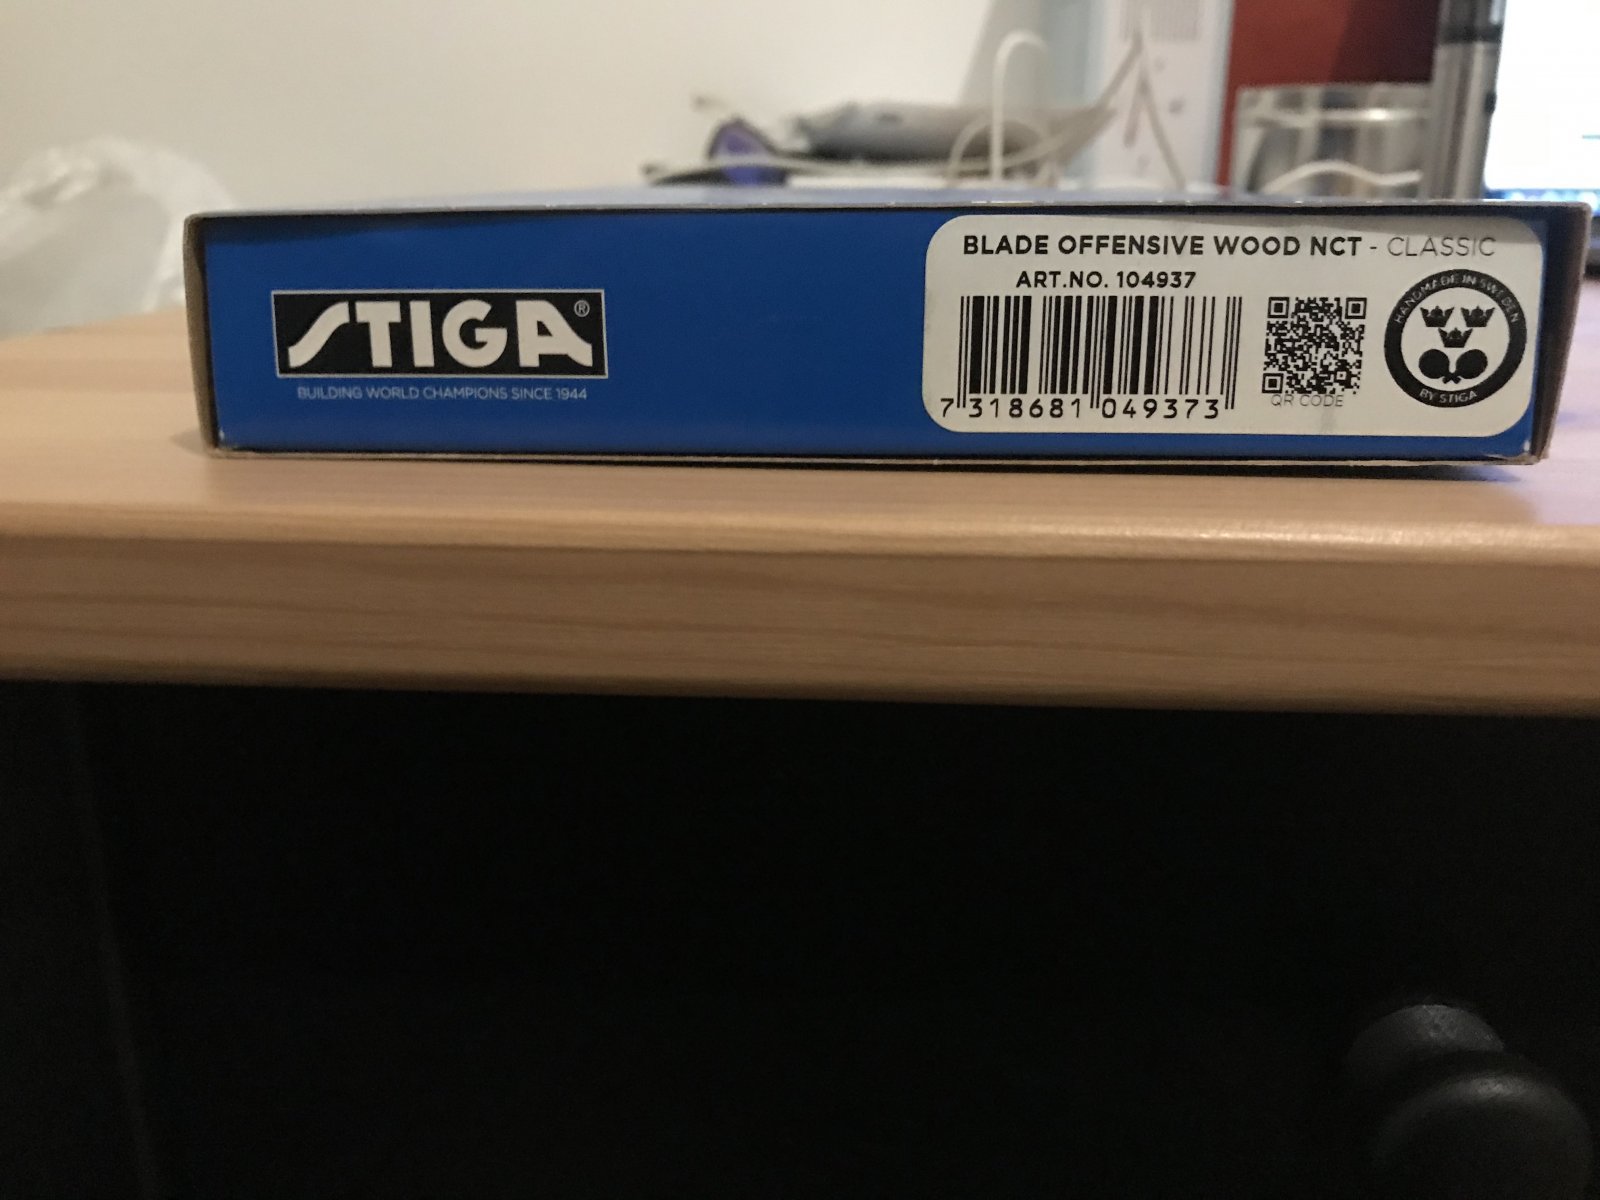 STIGA®
BUILDING WORLD CHAMPIONS SINCE 1944
BLADE OFFENSIVE WOOD NCT - CLASSIC
ART.NO. 104937
7 318681 049373
QR CODE
HANDMADE IN SWEDEN
BY STIGA